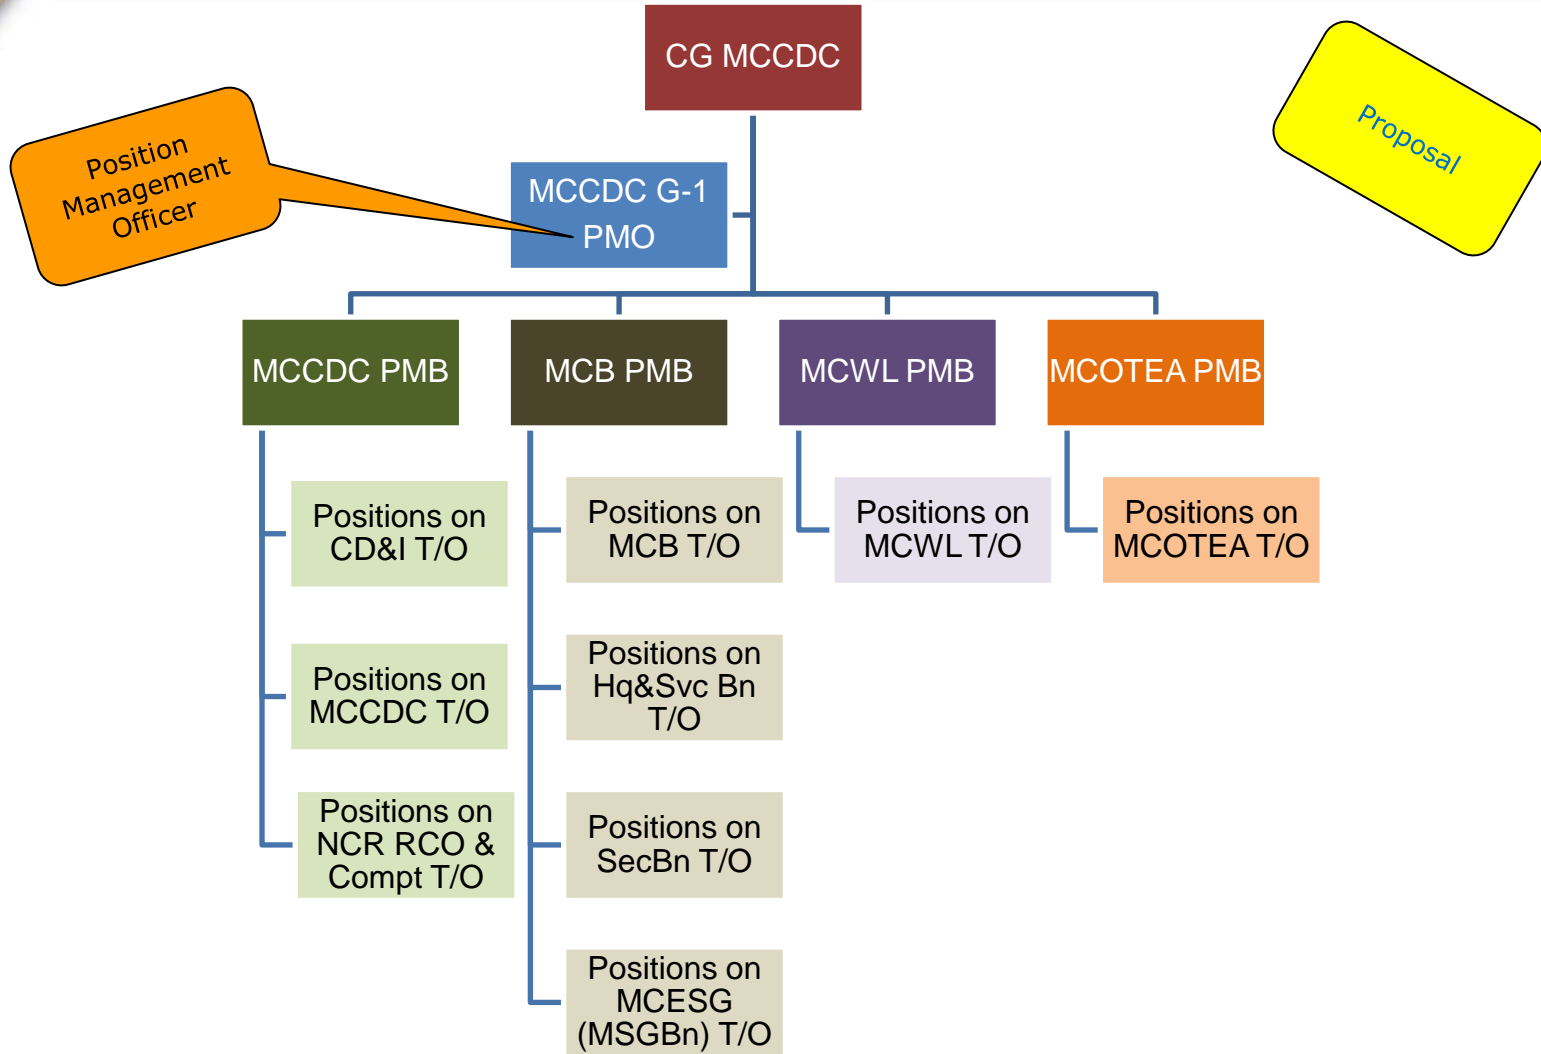 CG MCCDC
Position
Management
Officer
Proposal
MCCDC G-1
PMO
MCCDC PMB
MCB PMB
MCWL PMB
MCOTEA PMB
Positions on
CD&I T/O
Positions on
MCCDC T/O
Positions on
NCR RCO &
Compt T/O
Positions on
MCB T/O
Positions on
Hq&Svc Bn
T/O
Positions on
SecBn T/O
Positions on
MCESG
(MSGBn) T/O
Positions on
MCWL T/O
Positions on
MCOTEA T/O